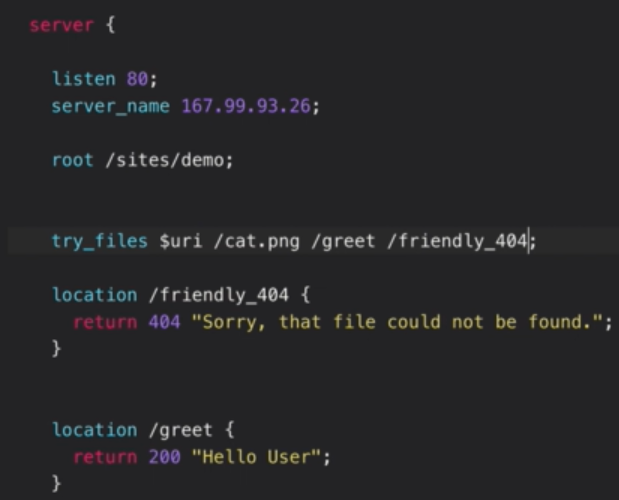 server {
listen 80;
server_name 167.99.93.26;
root /sites/demo;
try_files $uri /cat.png /greet /friendly_404;
location /friendly_404 {
return 404 "Sorry, that file could not be found.";
}
location /greet {
return 200 "Hello User";
}